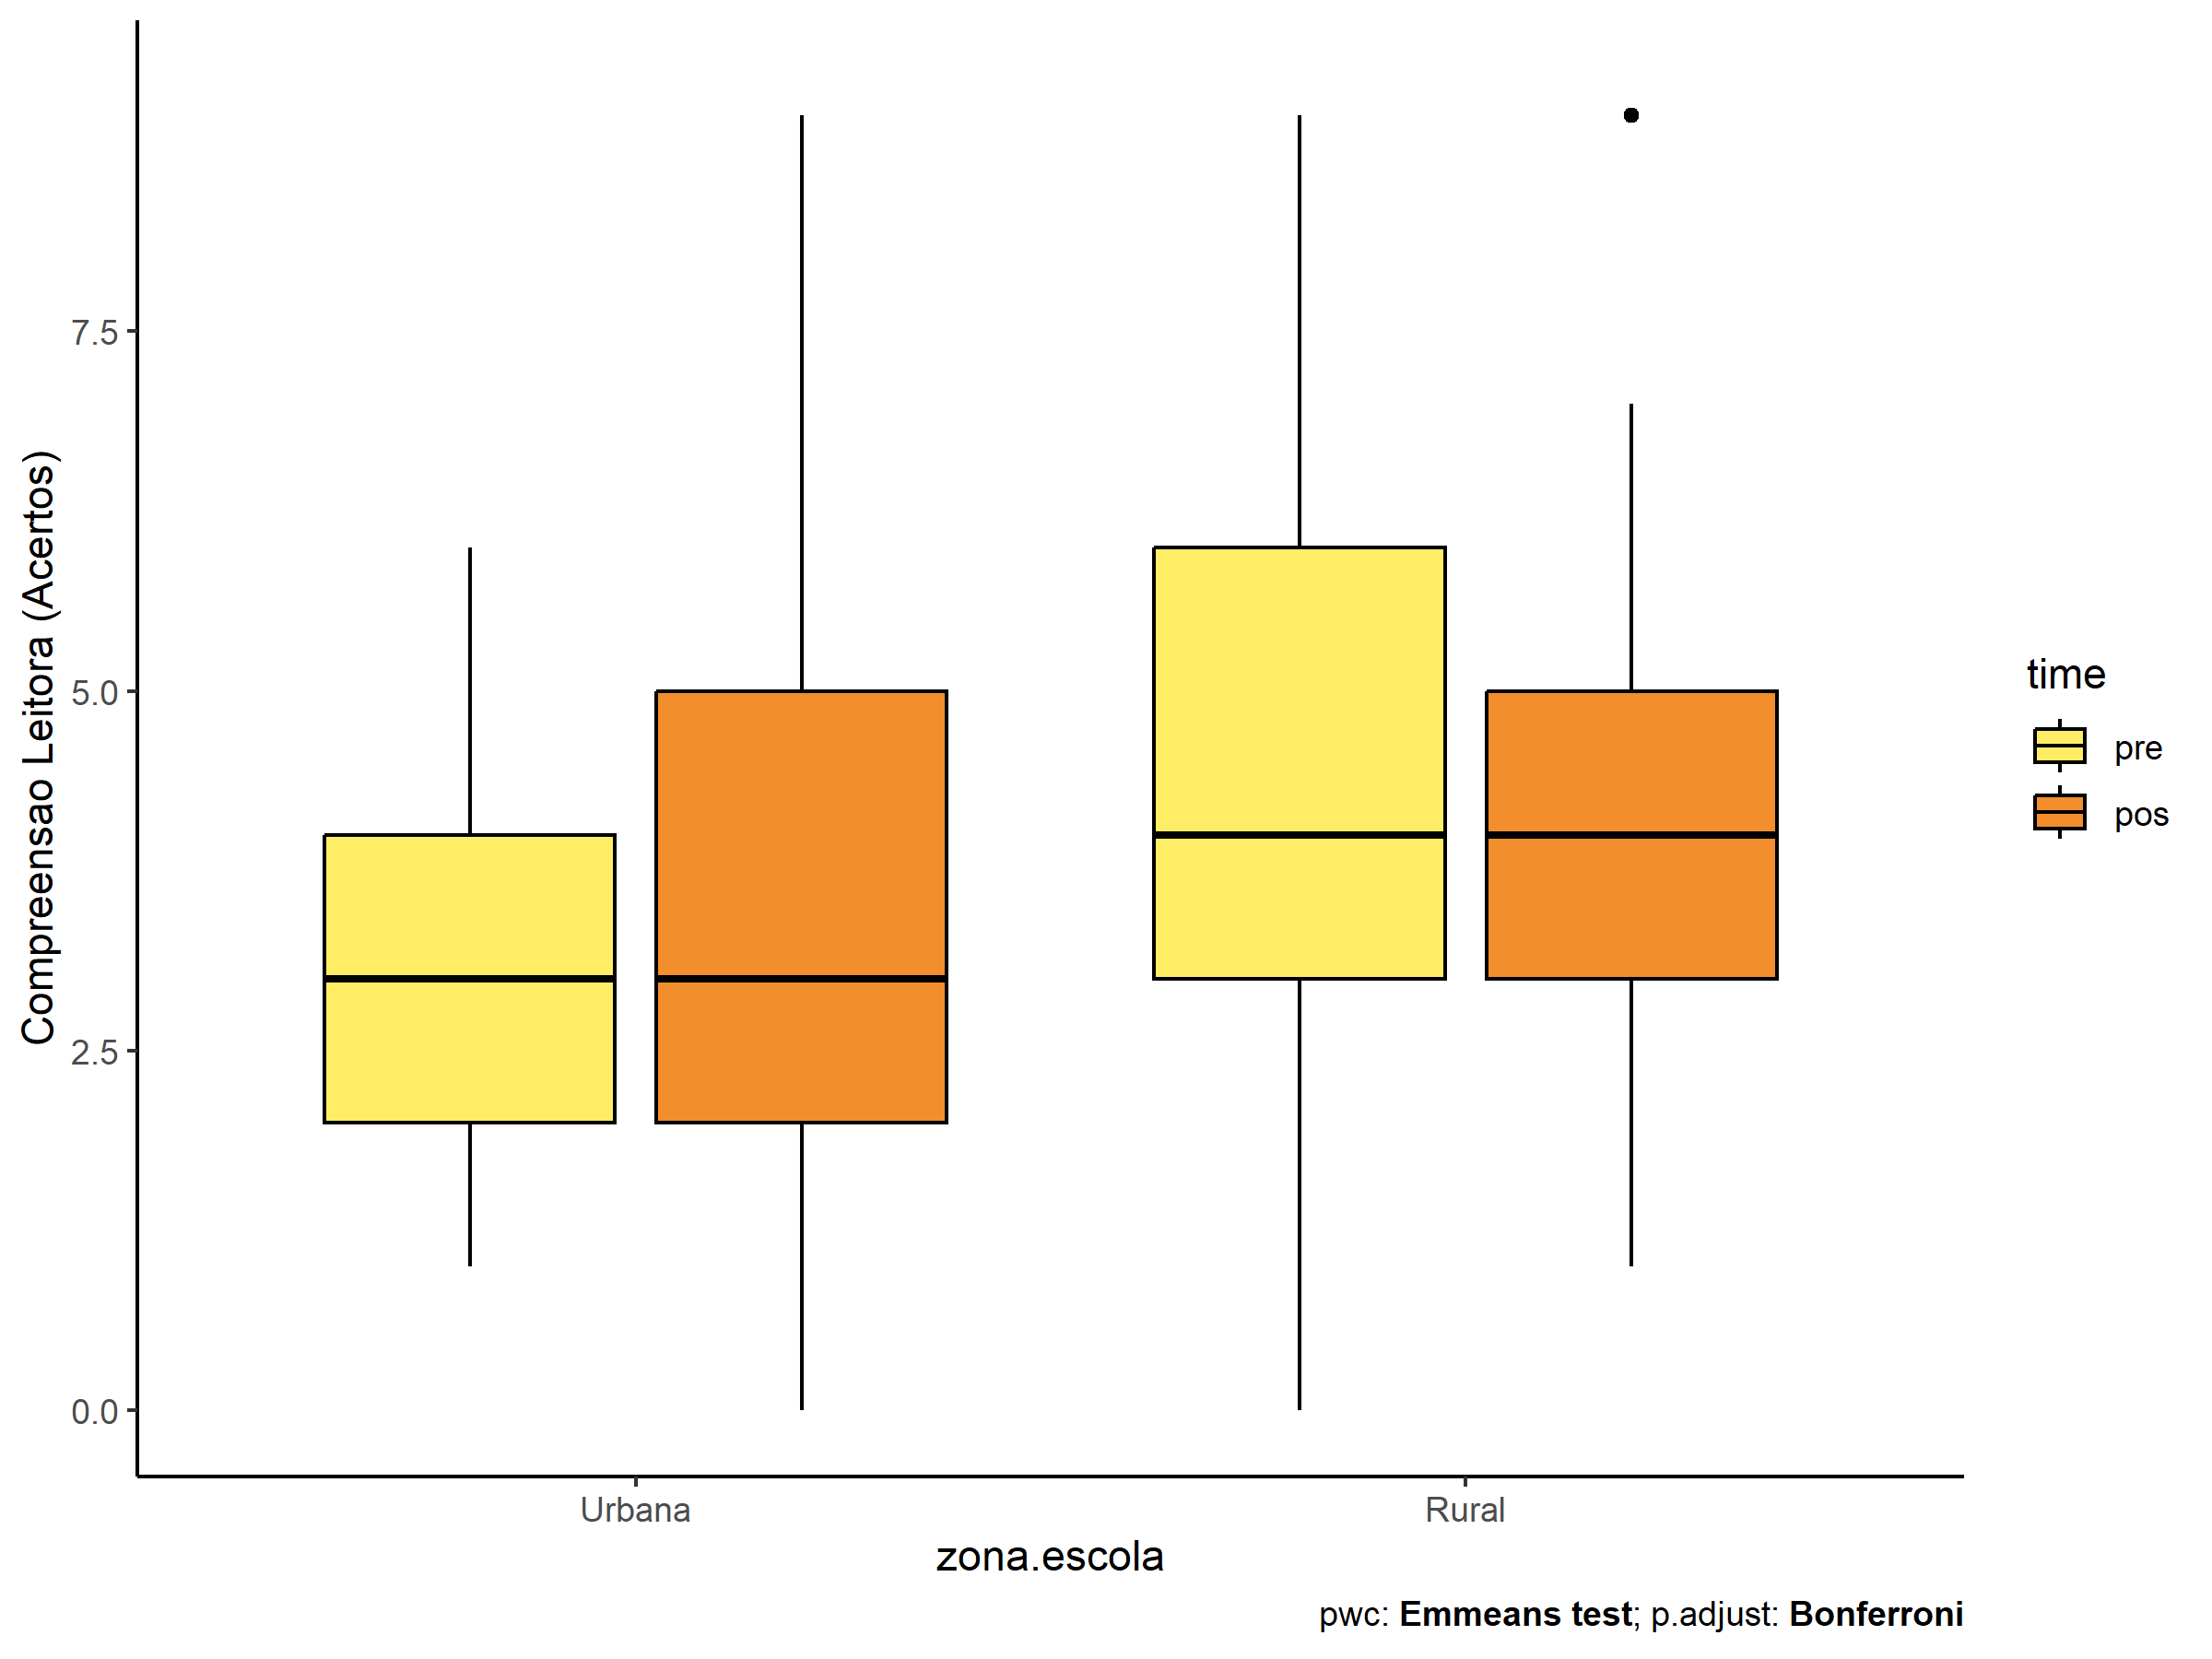 Compreensao Leitora (Acertos)
7.5
5.0
2.5
0.0
Urbana
Rural
zona.escola
time
pre
pos
pwc: Emmeans test; p.adjust: Bonferroni